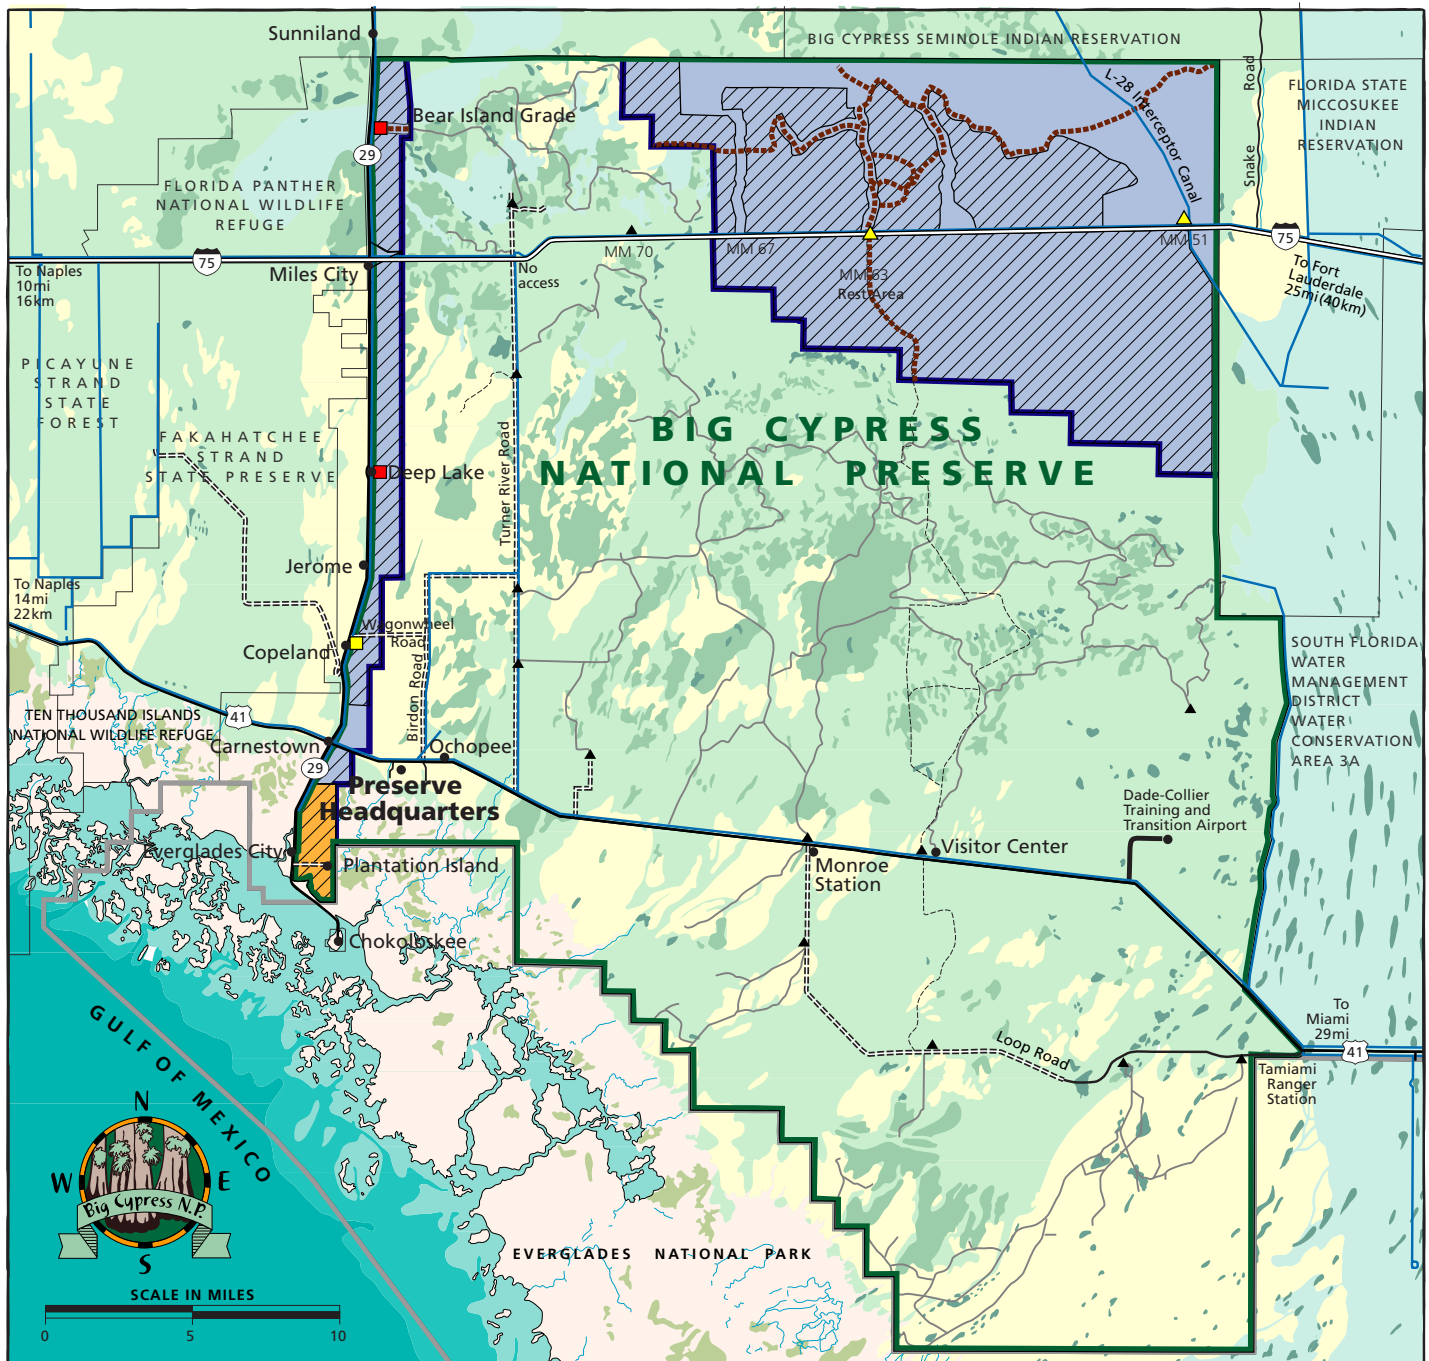 Sunniland
BIG CYPRESS SEMINOLE INDIAN RESERVATION
L-28 Interceptor Canal
Snake Road
FLORIDA STATE
MICCOSUKEE
INDIAN
RESERVATION
Bear Island Grade
29
FLORIDA PANTHER
NATIONAL WILDLIFE
REFUGE
75
To Naples
10mi
16km
Miles City
No
access
MM 70
MM 67
MM 63
Rest Area
MM 51
75
To Fort
Lauderdale
25mi(40km)
PICAYUNE
STRAND
STATE
FOREST
FAKAHATCHEE
STRAND
STATE PRESERVE
Deep Lake
Turner River Road
BIG CYPRESS
NATIONAL PRESERVE
Jerome
To Naples
14mi
22km
Wagonwheel
Road
Copeland
Birdon Road
SOUTH FLORIDA
WATER
MANAGEMENT
DISTRICT
WATER
CONSERVATION
AREA 3A
TEN THOUSAND ISLANDS
NATIONAL WILDLIFE REFUGE
41
Carnestown
Ochopee
29
Preserve
Headquarters
Dade-Collier
Training and
Transition Airport
Everglades City
Plantation Island
Monroe
Station
Visitor Center
Chokoloskee
GULF OF MEXICO
Loop Road
To
Miami
29mi
41
Tamiami
Ranger
Station
N
W
E
S
Big Cypress N.P.
EVERGLADES NATIONAL PARK
SCALE IN MILES
0 5 10